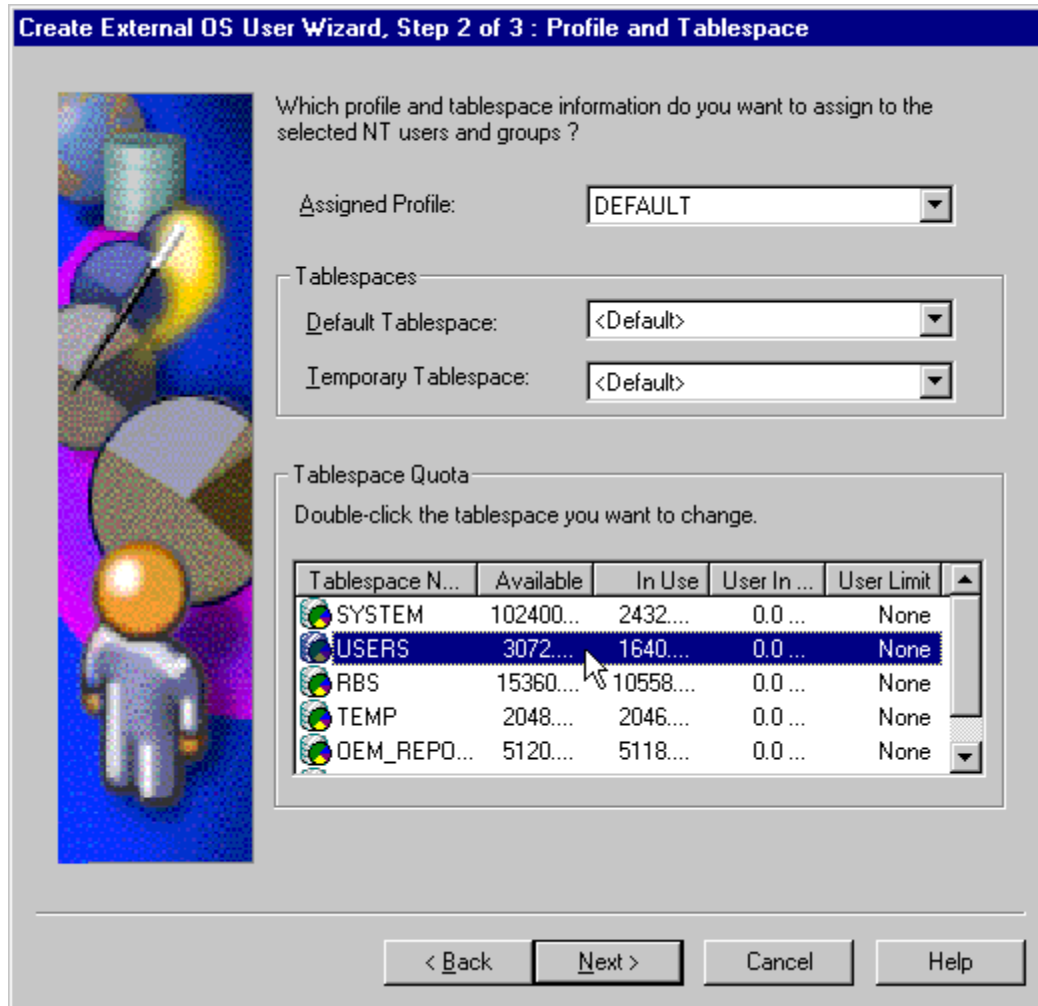 Create External OS User Wizard, Step 2 of 3 : Profile and Tablespace
Which profile and tablespace information do you want to assign to the
selected NT users and groups ?
Assigned Profile: DEFAULT
Tablespaces
Default Tablespace: <Default>
Temporary Tablespace: <Default>
Tablespace Quota
Double-click the tablespace you want to change.
Tablespace N... Available In Use User In ... User Limit
SYSTEM 102400... 2432.... 0.0 ... None
USERS 3072.... 1640.... 0.0 ... None
RBS 15360.... 10558.... 0.0 ... None
TEMP 2048.... 2046.... 0.0 ... None
OEM_REPO... 5120.... 5118.... 0.0 ... None
< Back Next > Cancel Help